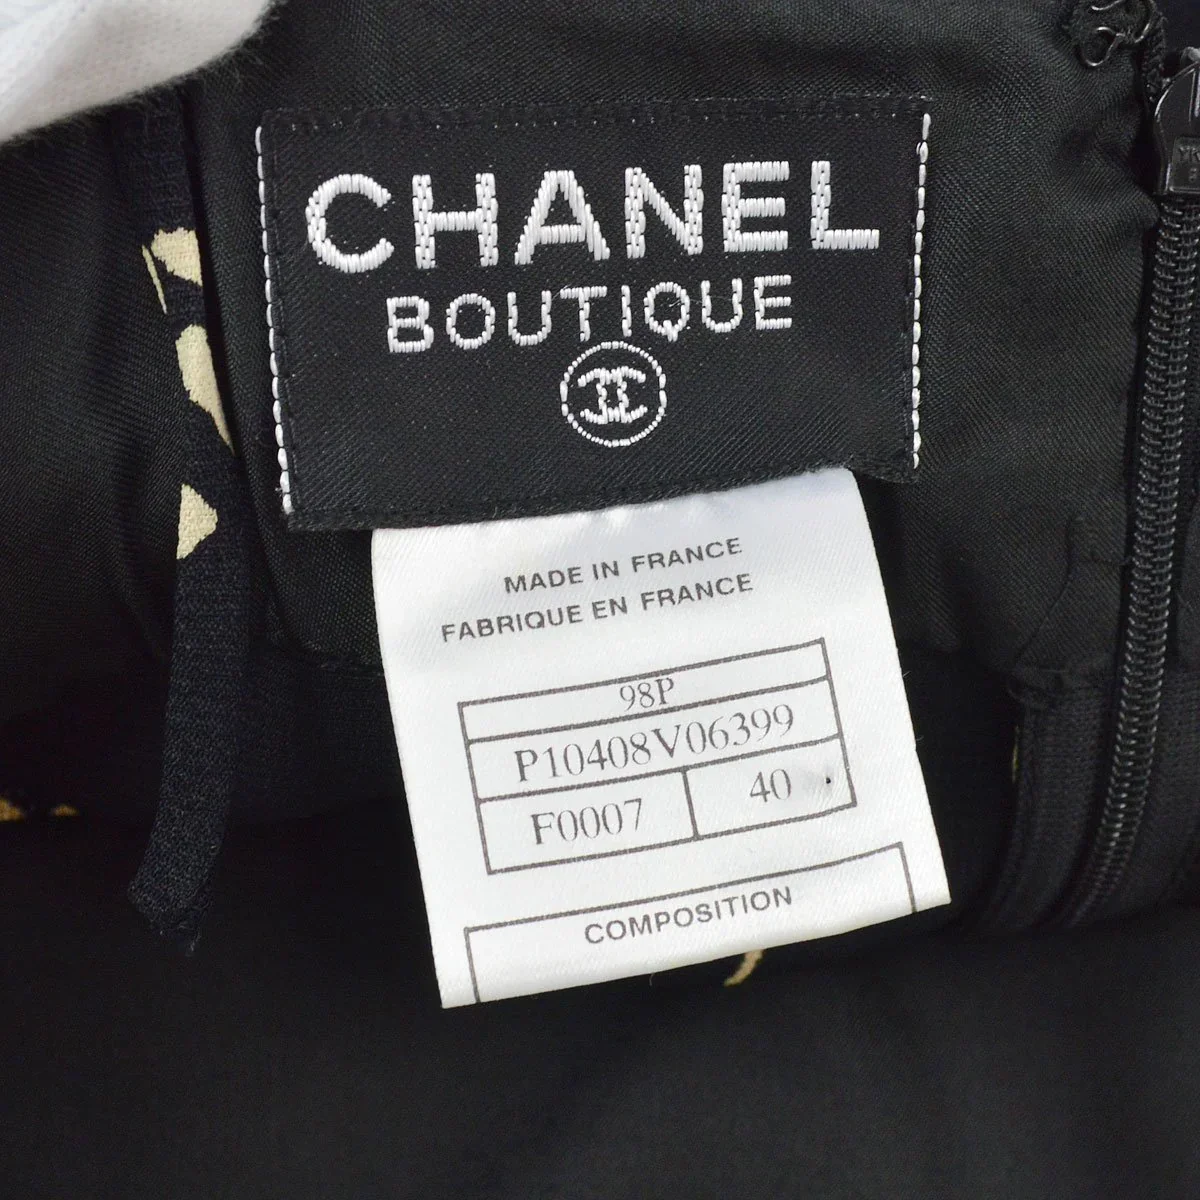 CHANEL
BOUTIQUE
MADE IN FRANCE
FABRIQUE EN FRANCE
98P
P10408V06399
F0007 40
COMPOSITION